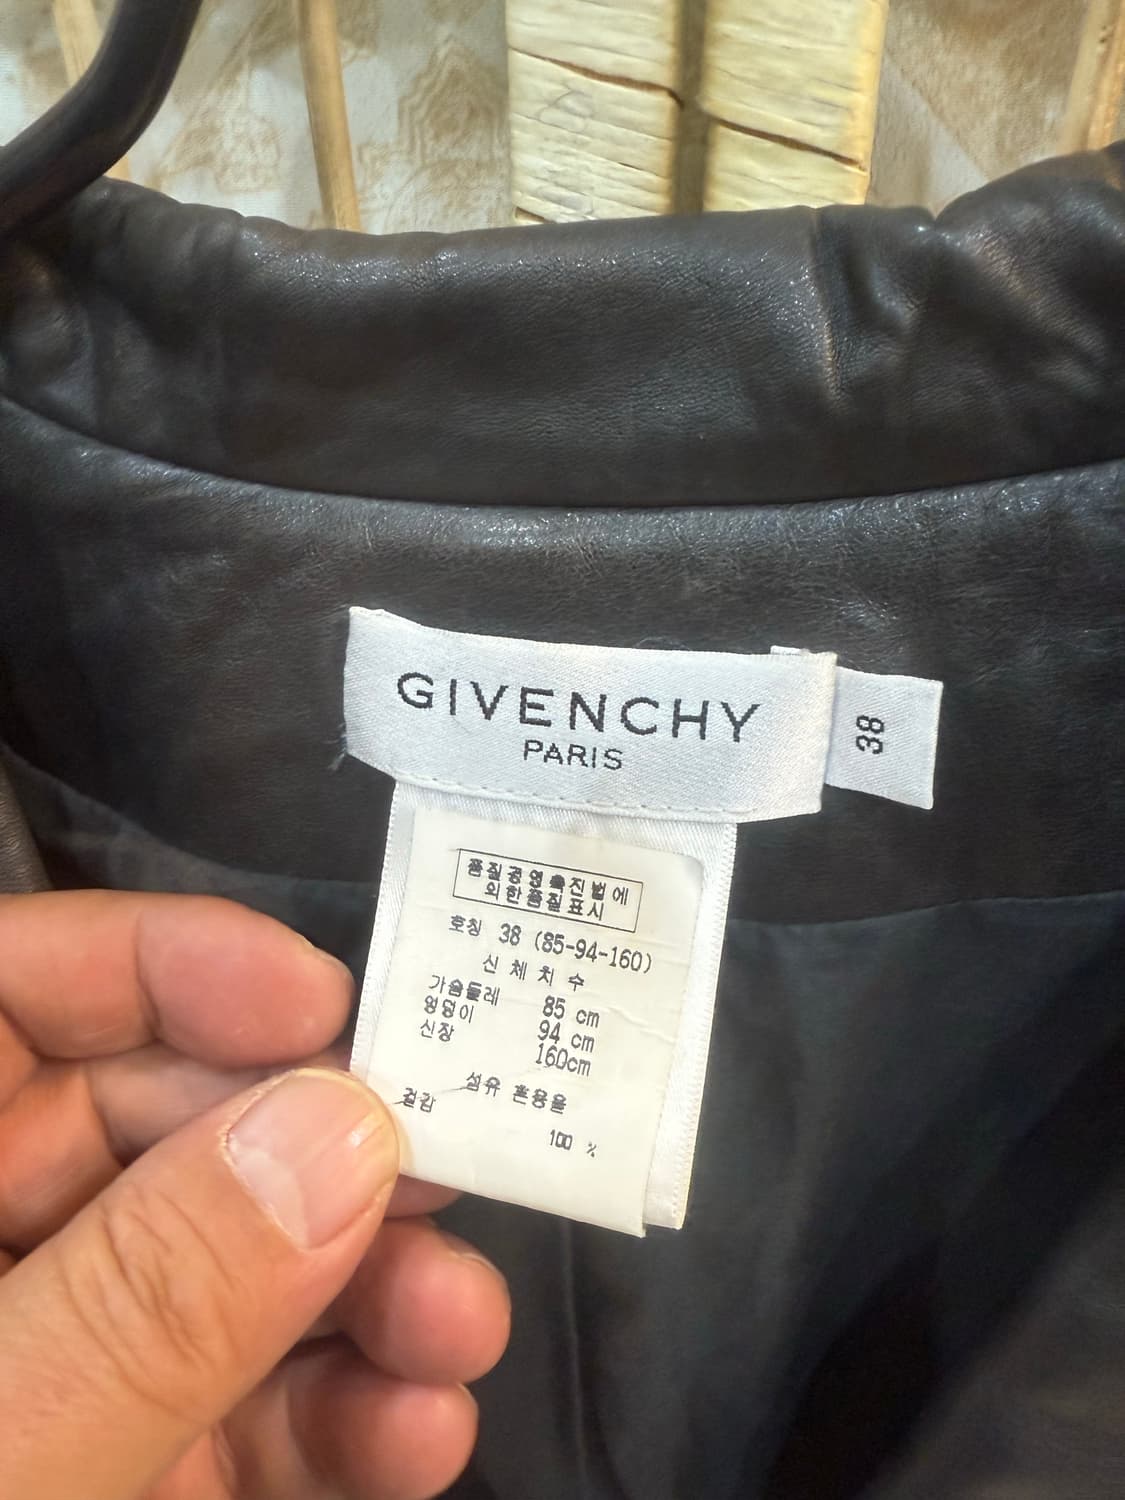 GIVENCHY
PARIS
38
품질경영촉진법에
의한품질표시
호칭 38 (85-94-160)
신체치수
가슴둘레 85 cm
엉덩이 94 cm
신장 160cm
섬유 혼용율
겉감
100 %